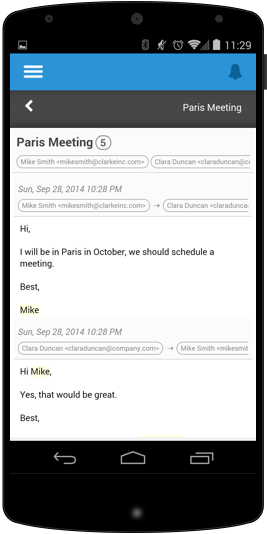 11:29
Paris Meeting
Paris Meeting 5
Mike Smith <mikesmith@clarkeinc.com> Clara Duncan <claraduncan@co
Sun, Sep 28, 2014 10:28 PM
Mike Smith <mikesmith@clarkeinc.com> → Clara Duncan <claraduncan
Hi,
I will be in Paris in October, we should schedule a
meeting.
Best,
Mike
Sun, Sep 28, 2014 10:28 PM
Clara Duncan <claraduncan@company.com> → Mike Smith <mikesmit
Hi Mike,
Yes, that would be great.
Best,